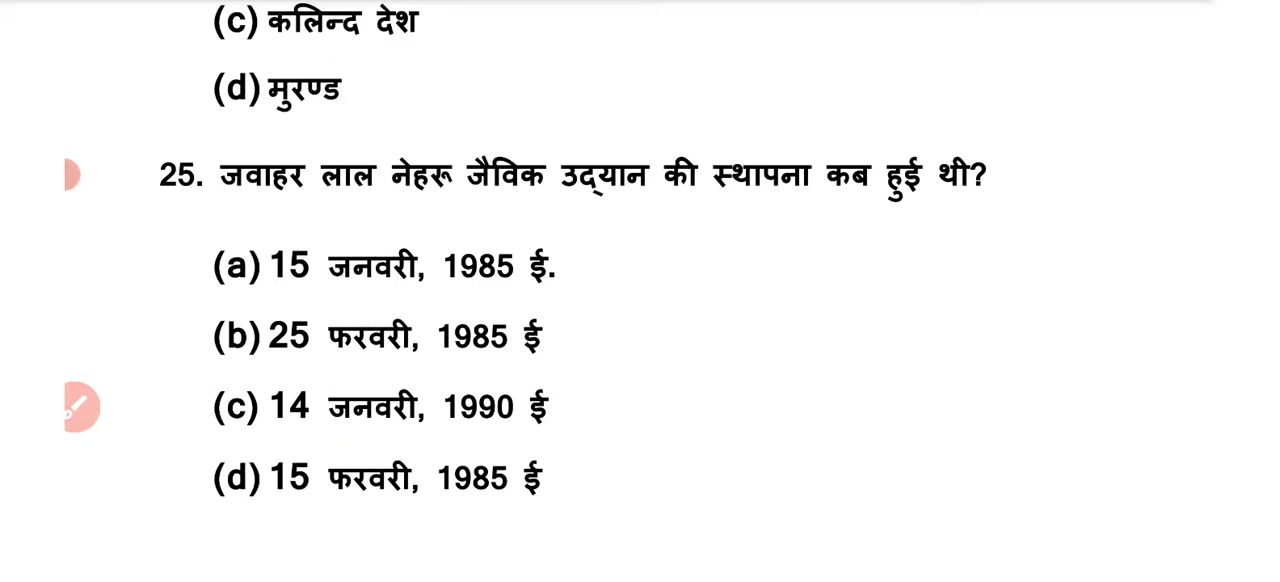 (c) कलिन्द देश
(d) मुरण्ड
25. जवाहर लाल नेहरू जैविक उद्‌यान की स्थापना कब हुई थी?
(a) 15 जनवरी, 1985 ई.
(b) 25 फरवरी, 1985 ई
(c) 14 जनवरी, 1990 ई
(d) 15 फरवरी, 1985 ई